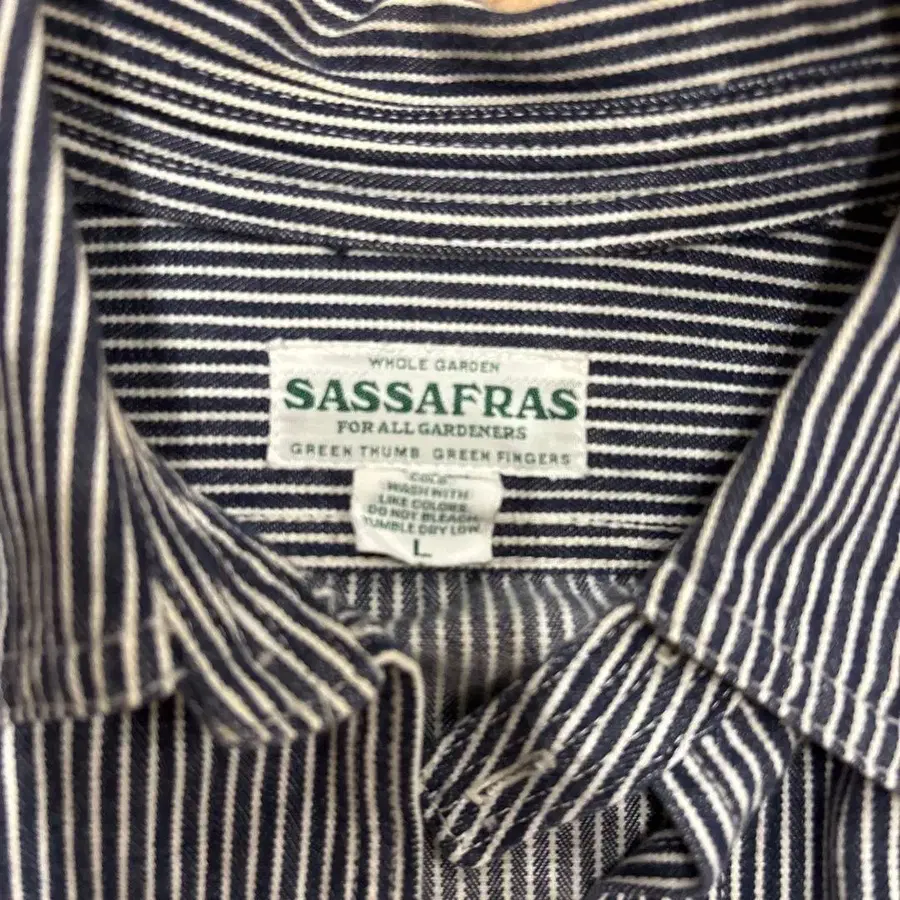 WHOLE GARDEN
SASSAFRAS
FOR ALL GARDENERS
GREEN THUMB GREEN FINGERS
COLD
WASH WITH
LIKE COLORS
DO NOT BLEACH
TUMBLE DRY LOW
L